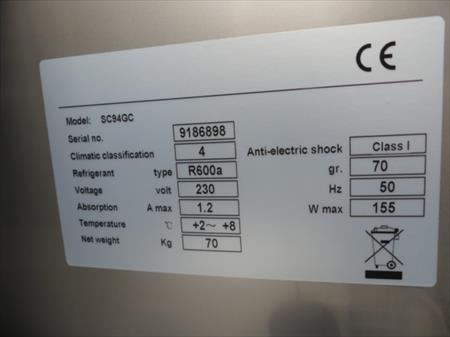 CE
Model: SC94GC
Serial no. 9186898
Climatic classification 4 Anti-electric shock Class I
Refrigerant type R600a gr. 70
Voltage volt 230 Hz 50
Absorption A max 1.2 W max 155
Temperature ℃ +2～ +8
Net weight Kg 70